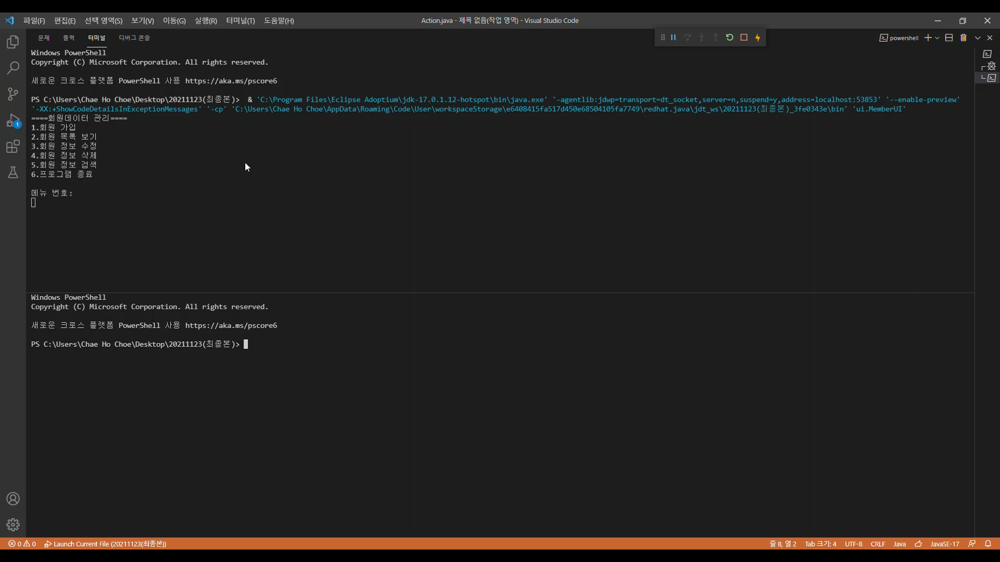 파일(F) 편집(E) 선택 영역(S) 보기(V) 이동(G) 실행(R) 터미널(T) 도움말(H) Action.java - 제목 없음(작업 영역) - Visual Studio Code
문제 출력 터미널 디버그 콘솔 powershell
Windows PowerShell
Copyright (C) Microsoft Corporation. All rights reserved.
새로운 크로스 플랫폼 PowerShell 사용 https://aka.ms/pscore6
PS C:\Users\Chae Ho Choe\Desktop\20211123(최종본)>  & 'C:\Program Files\Eclipse Adoptium\jdk-17.0.1.12-hotspot\bin\java.exe' '-agentlib:jdwp=transport=dt_socket,server=n,suspend=y,address=localhost:53853' '--enable-preview'
'-XX:+ShowCodeDetailsInExceptionMessages' '-cp' 'C:\Users\Chae Ho Choe\AppData\Roaming\Code\User\workspaceStorage\e6408415fa517d450e68504105fa7749\redhat.java\jdt_ws\20211123(최종본)_3fe0343e\bin' 'ui.MemberUI'
====회원데이터 관리====
1.회원 가입
2.회원 목록 보기
3.회원 정보 수정
4.회원 정보 삭제
5.회원 정보 검색
6.프로그램 종료
메뉴 번호:
Windows PowerShell
Copyright (C) Microsoft Corporation. All rights reserved.
새로운 크로스 플랫폼 PowerShell 사용 https://aka.ms/pscore6
PS C:\Users\Chae Ho Choe\Desktop\20211123(최종본)>
1
0 0 Launch Current File (20211123(최종본)) 줄 8, 열 2 Tab 크기: 4 UTF-8 CRLF Java JavaSE-17